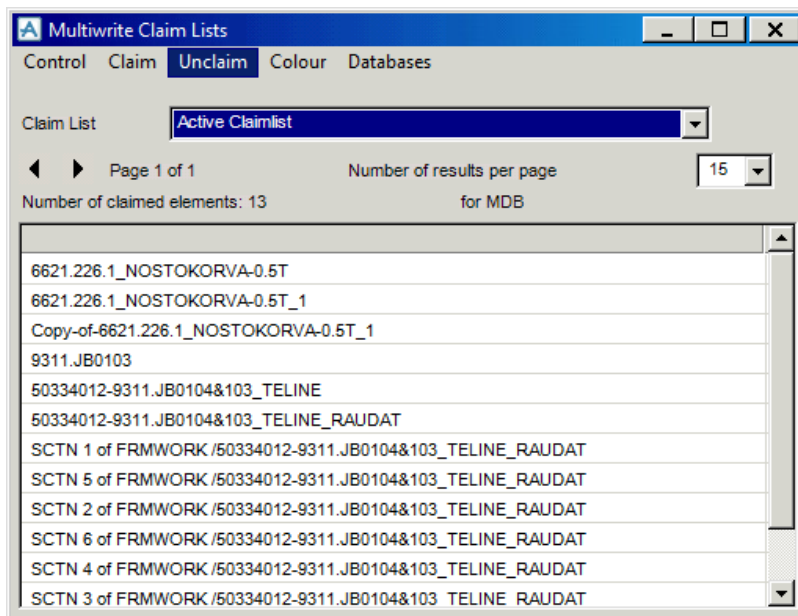 Multiwrite Claim Lists
Control Claim Unclaim Colour Databases
Claim List Active Claimlist
Page 1 of 1 Number of results per page 15
Number of claimed elements: 13 for MDB
6621.226.1_NOSTOKORVA-0.5T
6621.226.1_NOSTOKORVA-0.5T_1
Copy-of-6621.226.1_NOSTOKORVA-0.5T_1
9311.JB0103
50334012-9311.JB0104&103_TELINE
50334012-9311.JB0104&103_TELINE_RAUDAT
SCTN 1 of FRMWORK /50334012-9311.JB0104&103_TELINE_RAUDAT
SCTN 5 of FRMWORK /50334012-9311.JB0104&103_TELINE_RAUDAT
SCTN 2 of FRMWORK /50334012-9311.JB0104&103_TELINE_RAUDAT
SCTN 6 of FRMWORK /50334012-9311.JB0104&103_TELINE_RAUDAT
SCTN 4 of FRMWORK /50334012-9311.JB0104&103_TELINE_RAUDAT
SCTN 3 of FRMWORK /50334012-9311.JB0104&103_TELINE_RAUDAT